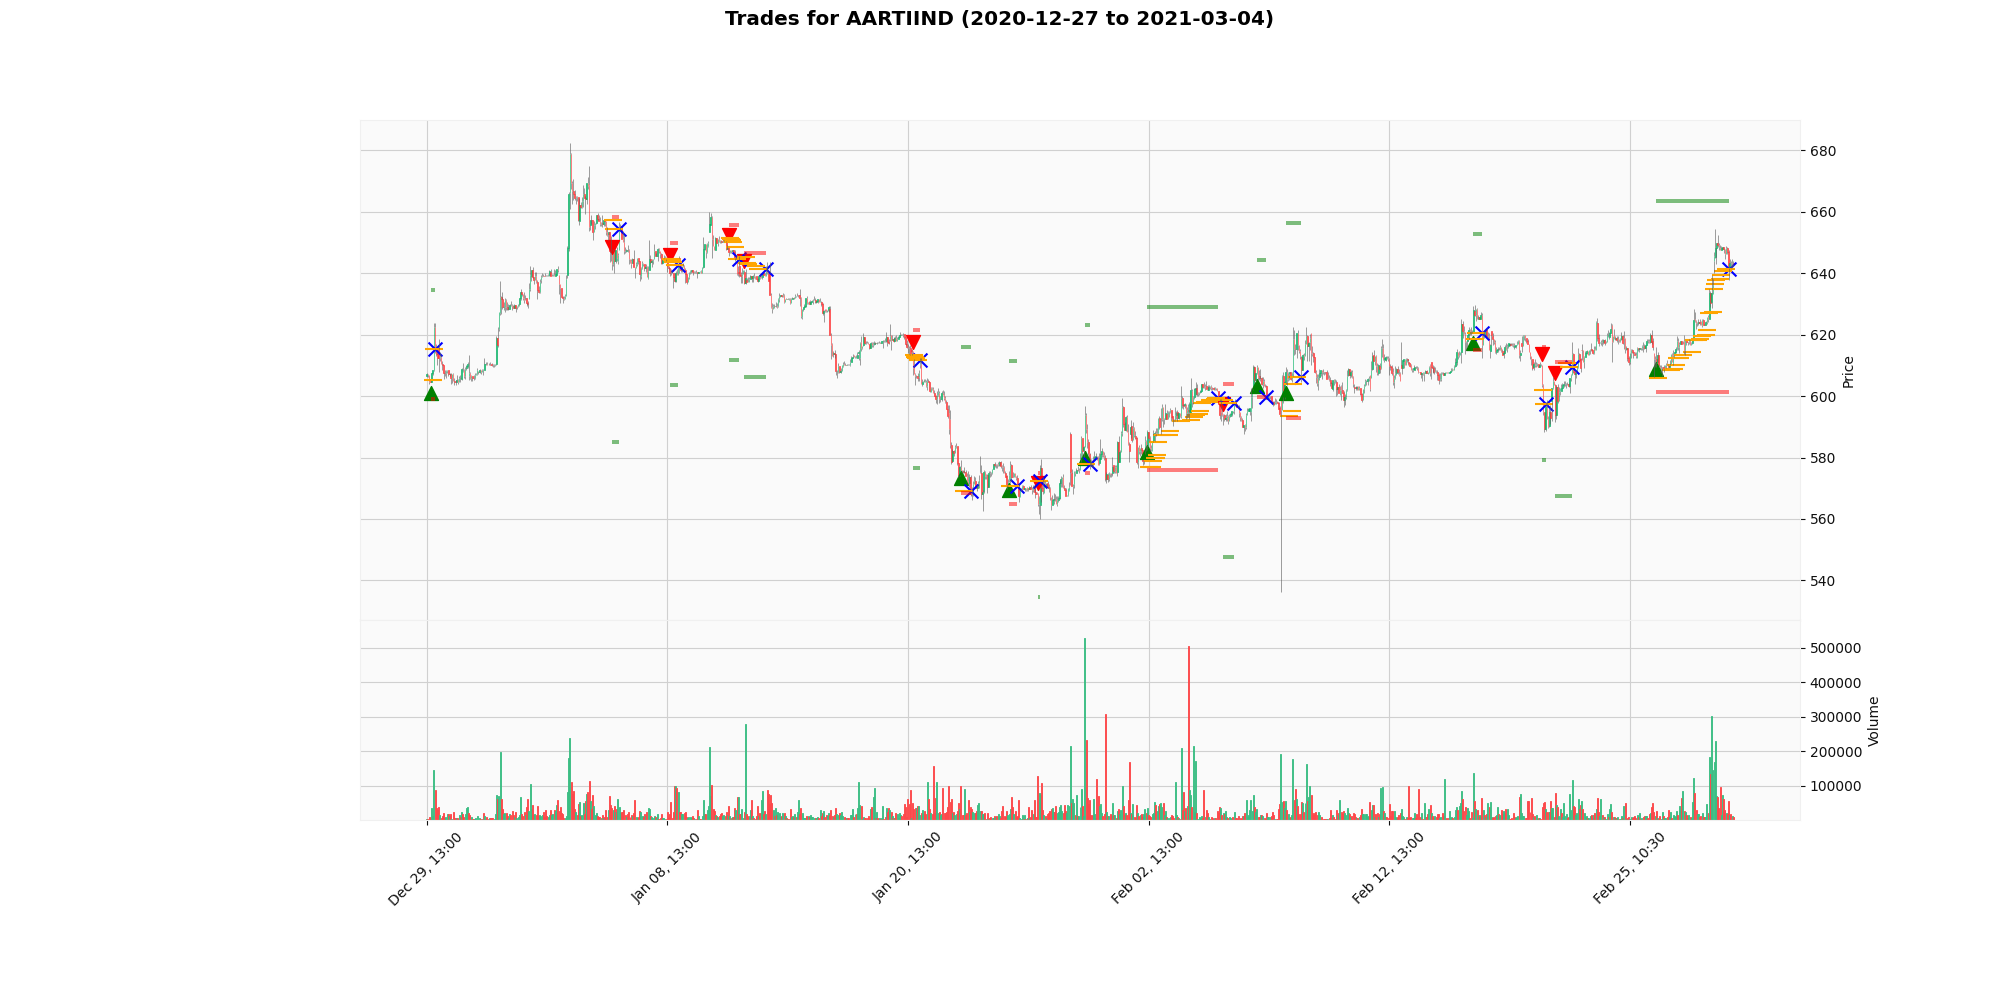 Trades for AARTIIND (2020-12-27 to 2021-03-04)
680
660
640
620
600
580
560
540
Price
500000
400000
300000
200000
100000
Volume
Dec 29, 13:00
Jan 08, 13:00
Jan 20, 13:00
Feb 02, 13:00
Feb 12, 13:00
Feb 25, 10:30